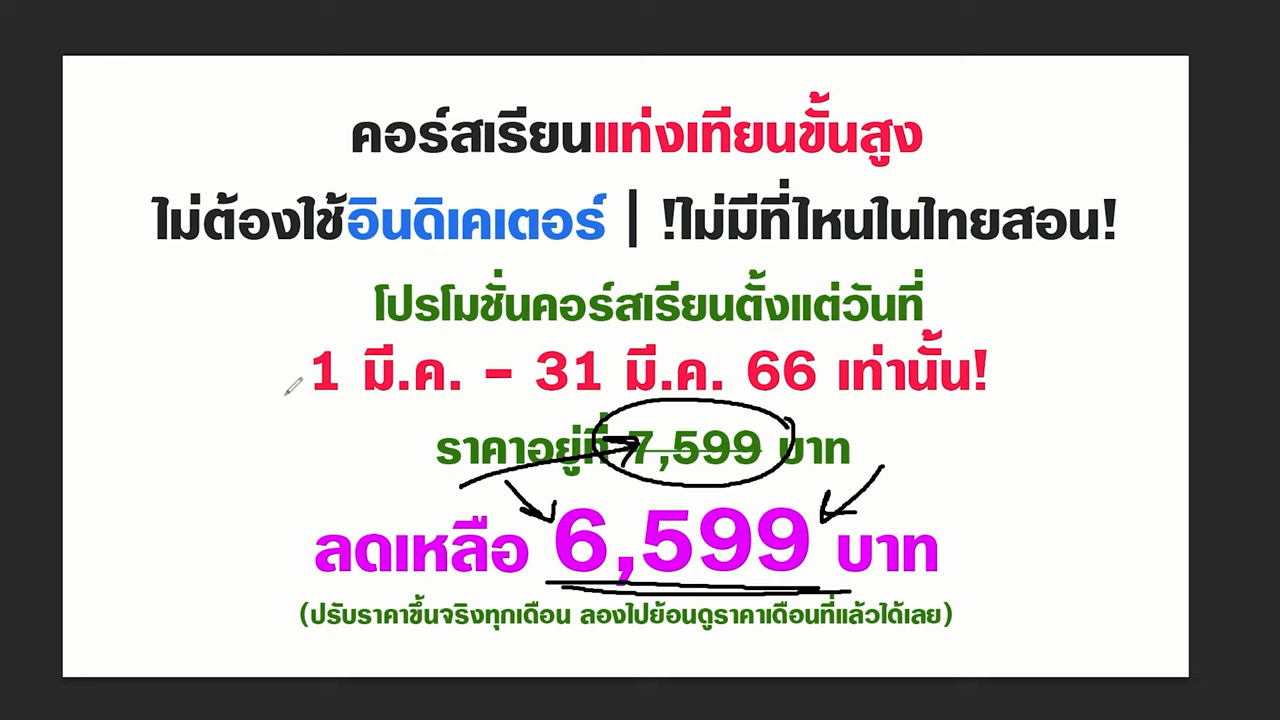 คอร์สเรียนแท่งเทียนขั้นสูง
ไม่ต้องใช้อินดิเคเตอร์ | !ไม่มีที่ไหนในไทยสอน!
โปรโมชั่นคอร์สเรียนตั้งแต่วันที่
1 มี.ค. – 31 มี.ค. 66 เท่านั้น!
ราคาอยู่ที่ 7,599 บาท
ลดเหลือ 6,599 บาท
(ปรับราคาขึ้นจริงทุกเดือน ลองไปย้อนดูราคาเดือนที่แล้วได้เลย)